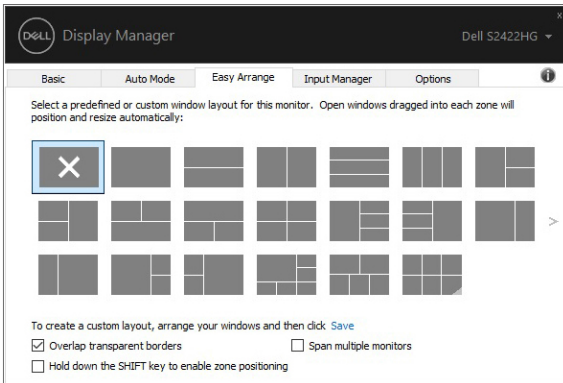 x
DELL Display Manager Dell S2422HG
Basic Auto Mode Easy Arrange Input Manager Options i
Select a predefined or custom window layout for this monitor. Open windows dragged into each zone will
position and resize automatically:
>
To create a custom layout, arrange your windows and then click Save
Overlap transparent borders Span multiple monitors
Hold down the SHIFT key to enable zone positioning